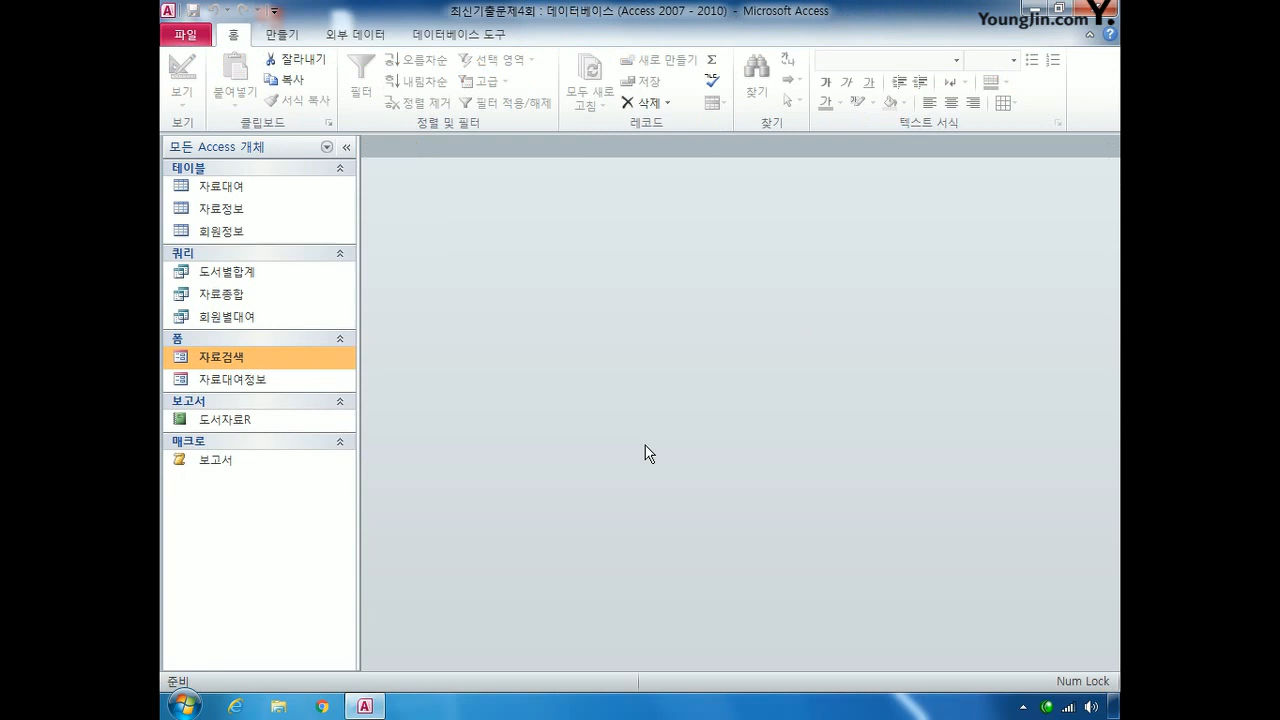 최신기출문제4회 : 데이터베이스 (Access 2007 - 2010) - Microsoft Access
YoungJin.com Y.
파일 홈 만들기 외부 데이터 데이터베이스 도구
보기
보기
붙여넣기
잘라내기
복사
서식 복사
클립보드
필터
오름차순
내림차순
정렬 제거
선택 영역
고급
필터 적용/해제
정렬 및 필터
모두 새로 고침
새로 만들기
저장
삭제
레코드
찾기
찾기
가 가 가
가
텍스트 서식
모든 Access 개체
테이블
자료대여
자료정보
회원정보
쿼리
도서별합계
자료종합
회원별대여
폼
자료검색
자료대여정보
보고서
도서자료R
매크로
보고서
준비
Num Lock